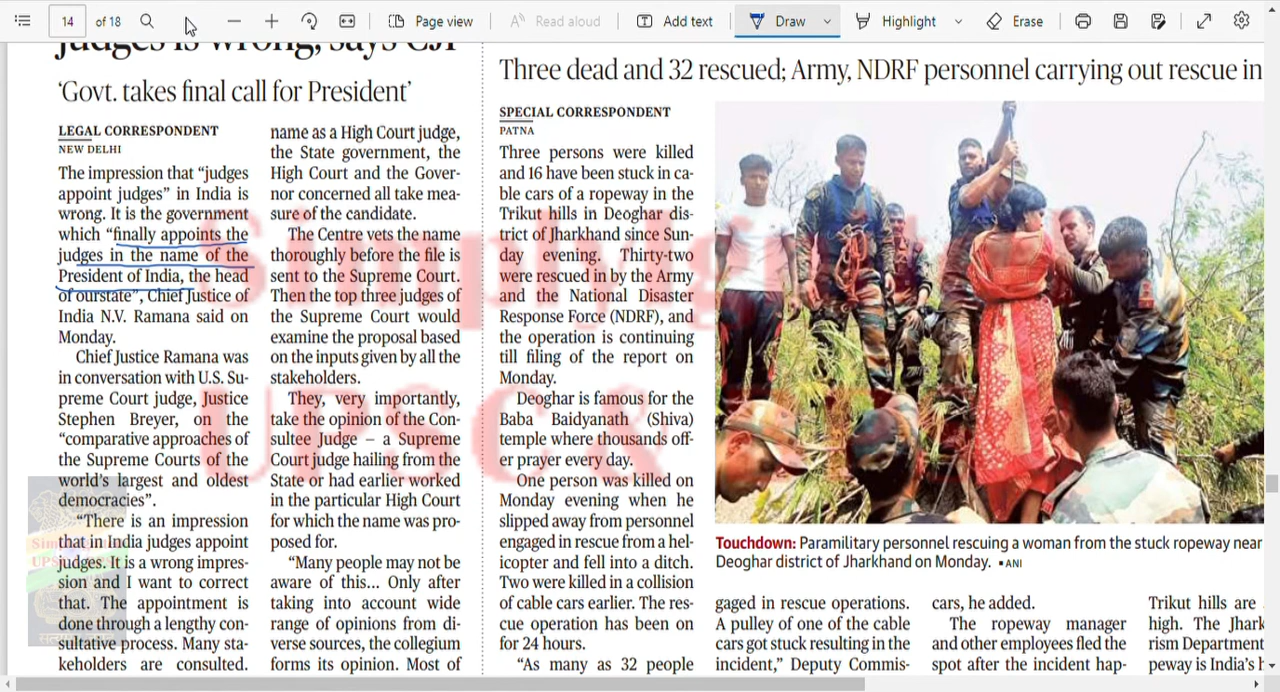 14 of 18 Page view Read aloud Add text Draw Highlight Erase
judges is wrong, says CJI
‘Govt. takes final call for President’
LEGAL CORRESPONDENT
NEW DELHI
The impression that “judges
appoint judges” in India is
wrong. It is the government
which “finally appoints the
judges in the name of the
President of India, the head
of ourstate”, Chief Justice of
India N.V. Ramana said on
Monday.
Chief Justice Ramana was
in conversation with U.S. Su-
preme Court judge, Justice
Stephen Breyer, on the
“comparative approaches of
the Supreme Courts of the
world’s largest and oldest
democracies”.
“There is an impression
that in India judges appoint
judges. It is a wrong impres-
sion and I want to correct
that. The appointment is
done through a lengthy con-
sultative process. Many sta-
keholders are consulted.
name as a High Court judge,
the State government, the
High Court and the Gover-
nor concerned all take mea-
sure of the candidate.
The Centre vets the name
thoroughly before the file is
sent to the Supreme Court.
Then the top three judges of
the Supreme Court would
examine the proposal based
on the inputs given by all the
stakeholders.
They, very importantly,
take the opinion of the Con-
sultee Judge – a Supreme
Court judge hailing from the
State or had earlier worked
in the particular High Court
for which the name was pro-
posed for.
“Many people may not be
aware of this... Only after
taking into account wide
range of opinions from di-
verse sources, the collegium
forms its opinion. Most of
Three dead and 32 rescued; Army, NDRF personnel carrying out rescue in
SPECIAL CORRESPONDENT
PATNA
Three persons were killed
and 16 have been stuck in ca-
ble cars of a ropeway in the
Trikut hills in Deoghar dis-
trict of Jharkhand since Sun-
day evening. Thirty-two
were rescued in by the Army
and the National Disaster
Response Force (NDRF), and
the operation is continuing
till filing of the report on
Monday.
Deoghar is famous for the
Baba Baidyanath (Shiva)
temple where thousands off-
er prayer every day.
One person was killed on
Monday evening when he
slipped away from personnel
engaged in rescue from a hel-
icopter and fell into a ditch.
Two were killed in a collision
of cable cars earlier. The res-
cue operation has been on
for 24 hours.
“As many as 32 people
Touchdown: Paramilitary personnel rescuing a woman from the stuck ropeway near
Deoghar district of Jharkhand on Monday. ▪ANI
gaged in rescue operations.
A pulley of one of the cable
cars got stuck resulting in the
incident,” Deputy Commis-
cars, he added.
The ropeway manager
and other employees fled the
spot after the incident hap-
Trikut hills are
high. The Jhark
rism Department
peway is India’s h
UPSC &
सत्यमेव जयते